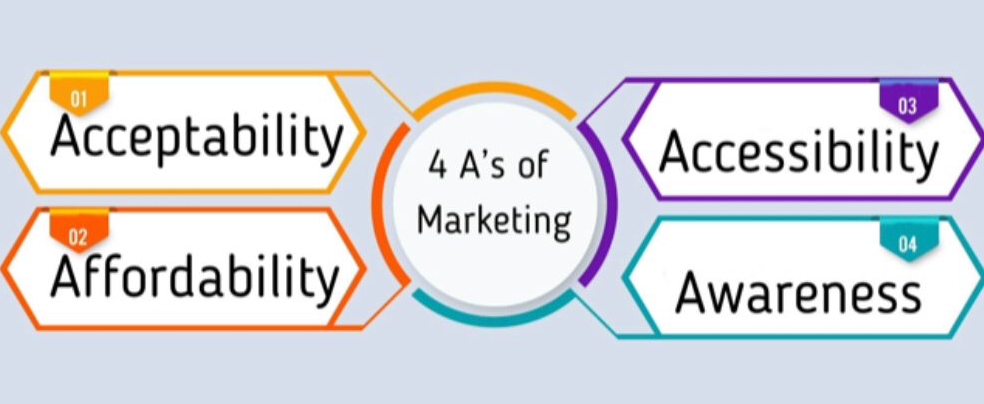 01
Acceptability
02
Affordability
4 A's of
Marketing
03
Accessibility
04
Awareness